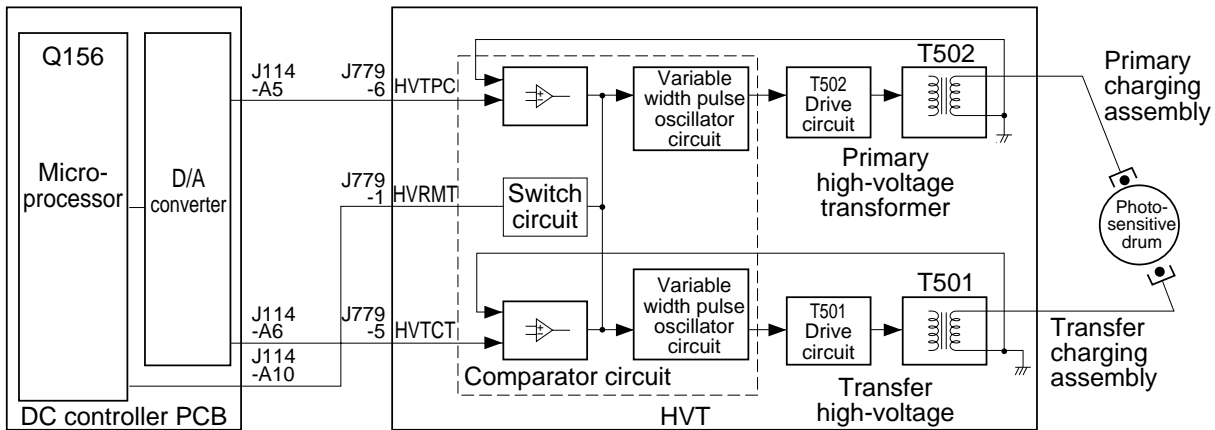 Q156
Micro-
processor
D/A
converter
DC controller PCB
J114
-A5
J779
-6
HVTPC
J779
-1
HVRMT
J114
-A6
J779
-5
HVTCT
J114
-A10
Switch
circuit
Comparator circuit
Variable
width pulse
oscillator
circuit
T502
Drive
circuit
T502
Primary
high-voltage
transformer
Variable
width pulse
oscillator
circuit
T501
Drive
circuit
T501
Transfer
high-voltage
HVT
Primary
charging
assembly
Photo-
sensitive
drum
Transfer
charging
assembly